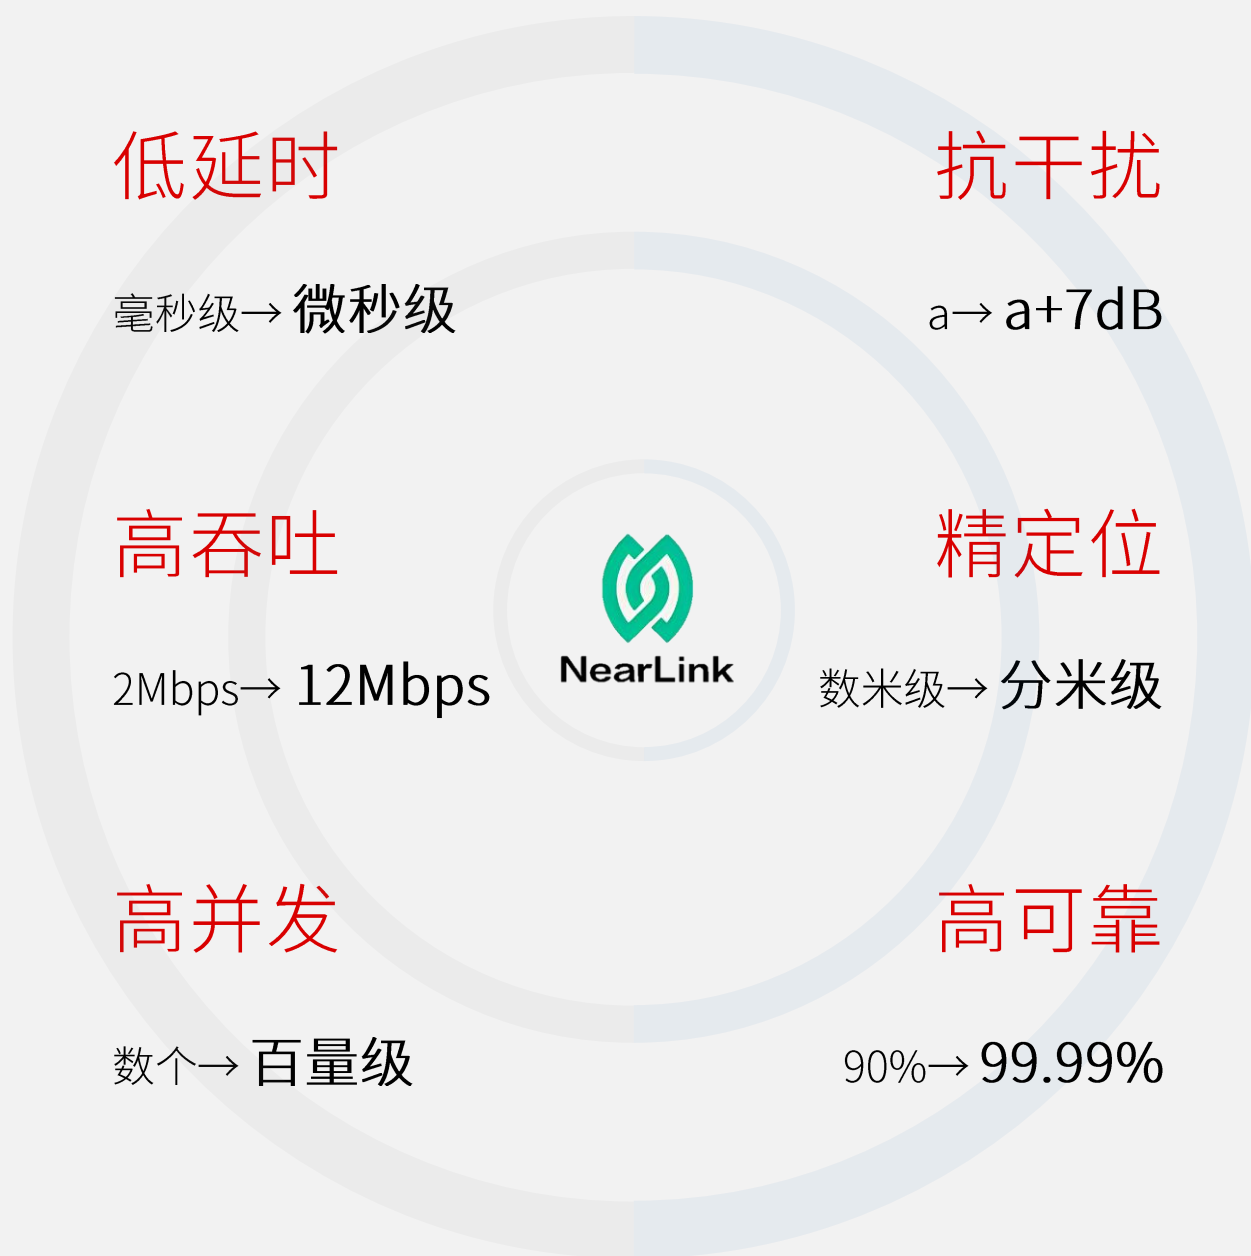 低延时
毫秒级→ 微秒级
抗干扰
a→ a+7dB
高吞吐
2Mbps→ 12Mbps
NearLink
精定位
数米级→ 分米级
高并发
数个→ 百量级
高可靠
90%→ 99.99%